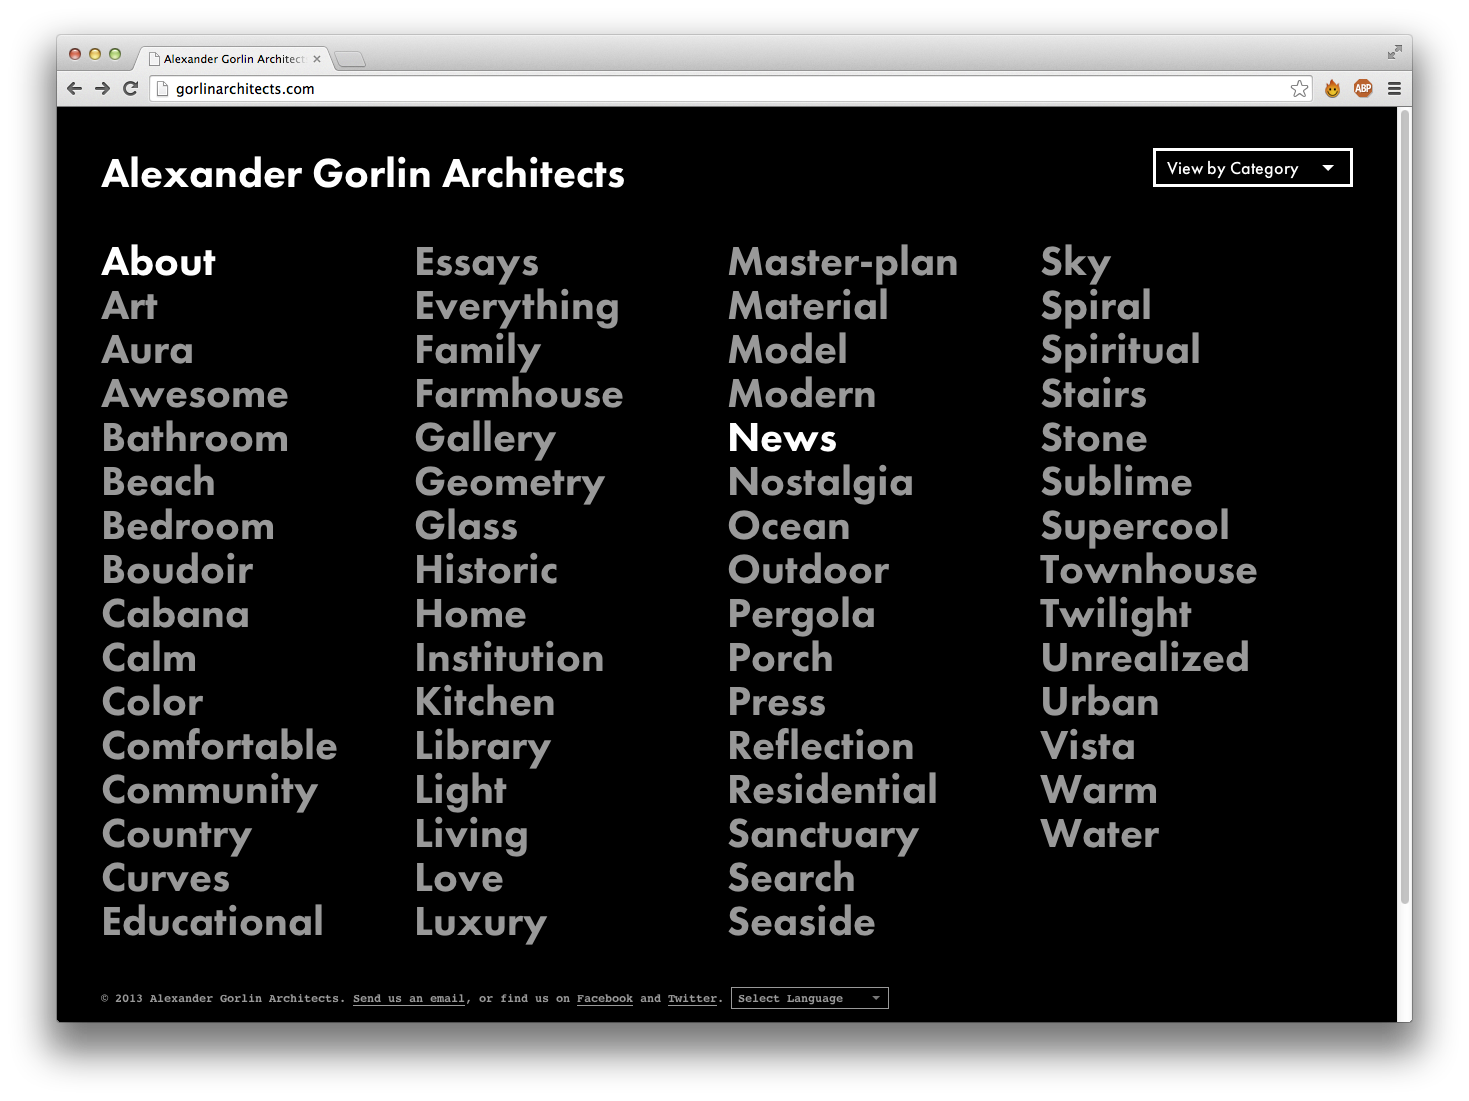 Alexander Gorlin Architect
gorlinarchitects.com
ABP
Alexander Gorlin Architects
View by Category
About
Art
Aura
Awesome
Bathroom
Beach
Bedroom
Boudoir
Cabana
Calm
Color
Comfortable
Community
Country
Curves
Educational
Essays
Everything
Family
Farmhouse
Gallery
Geometry
Glass
Historic
Home
Institution
Kitchen
Library
Light
Living
Love
Luxury
Master-plan
Material
Model
Modern
News
Nostalgia
Ocean
Outdoor
Pergola
Porch
Press
Reflection
Residential
Sanctuary
Search
Seaside
Sky
Spiral
Spiritual
Stairs
Stone
Sublime
Supercool
Townhouse
Twilight
Unrealized
Urban
Vista
Warm
Water
© 2013 Alexander Gorlin Architects. Send us an email, or find us on Facebook and Twitter. Select Language